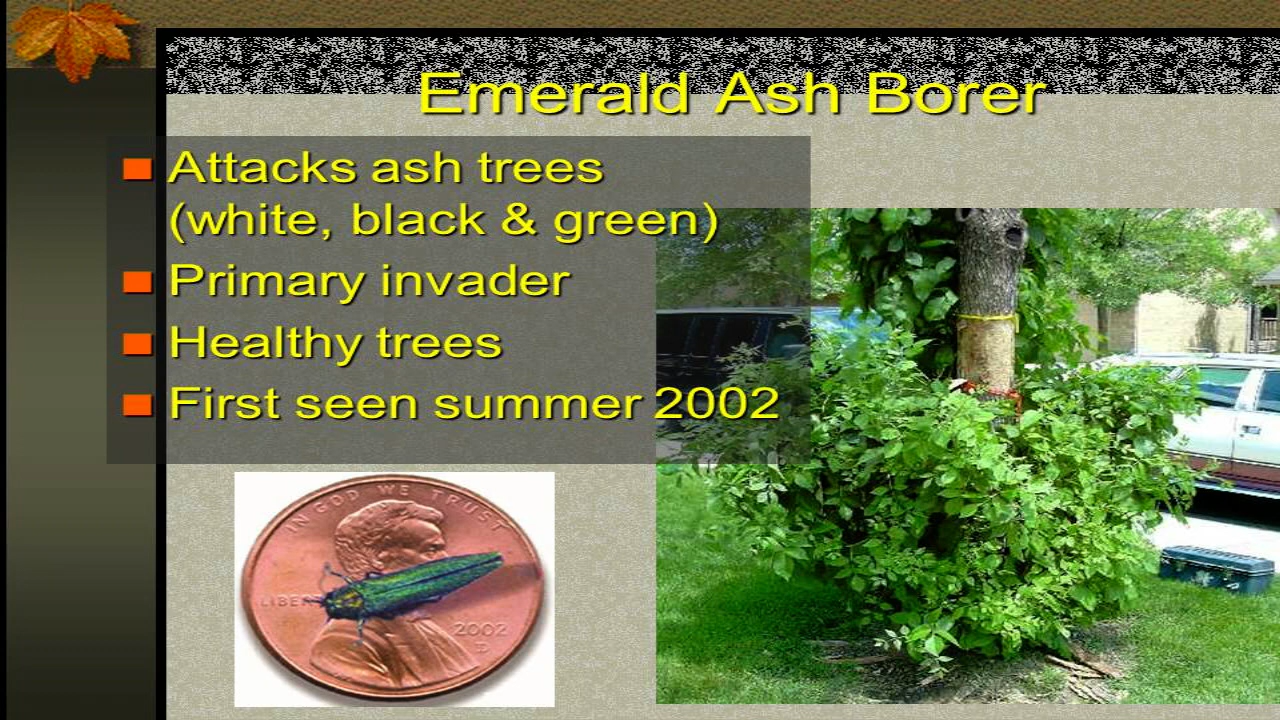 Emerald Ash Borer
Attacks ash trees
(white, black & green)
Primary invader
Healthy trees
First seen summer 2002
IN GOD WE TRUST
2002
D